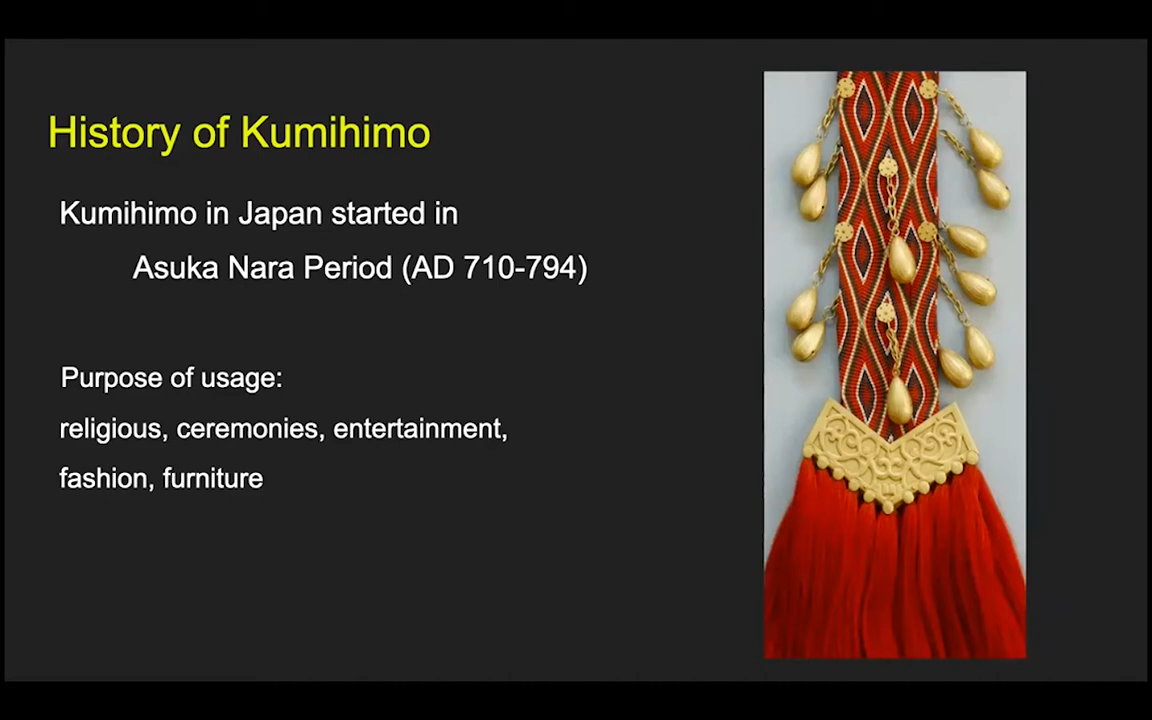 History of Kumihimo
Kumihimo in Japan started in
Asuka Nara Period (AD 710-794)
Purpose of usage:
religious, ceremonies, entertainment,
fashion, furniture